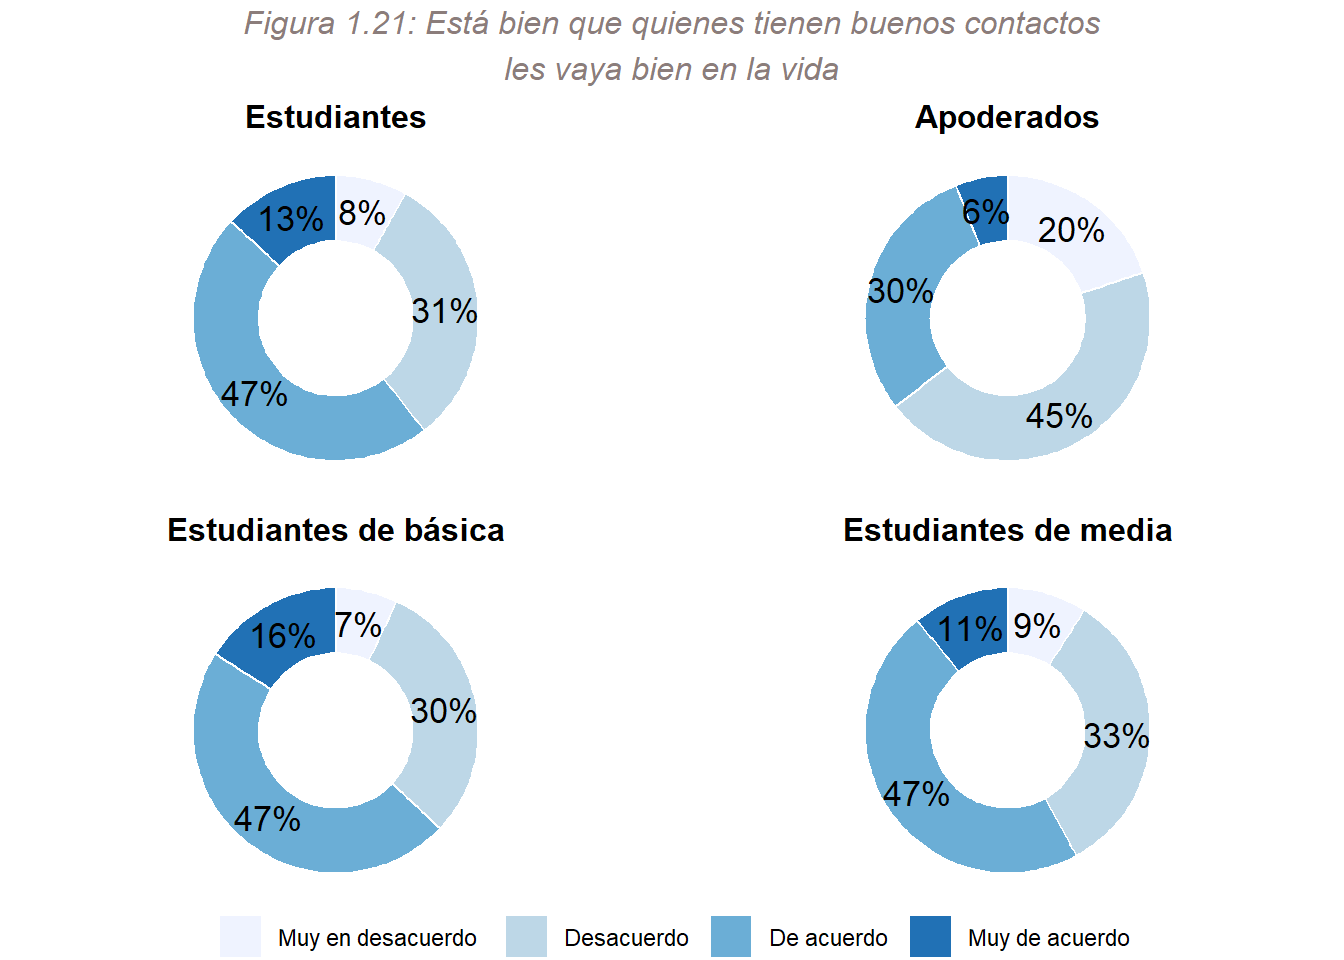 Figura 1.21: Está bien que quienes tienen buenos contactos
les vaya bien en la vida
Estudiantes
Apoderados
13%
8%
31%
47%
6%
20%
30%
45%
Estudiantes de básica
Estudiantes de media
16%
7%
30%
47%
11%
9%
33%
47%
Muy en desacuerdo
Desacuerdo
De acuerdo
Muy de acuerdo